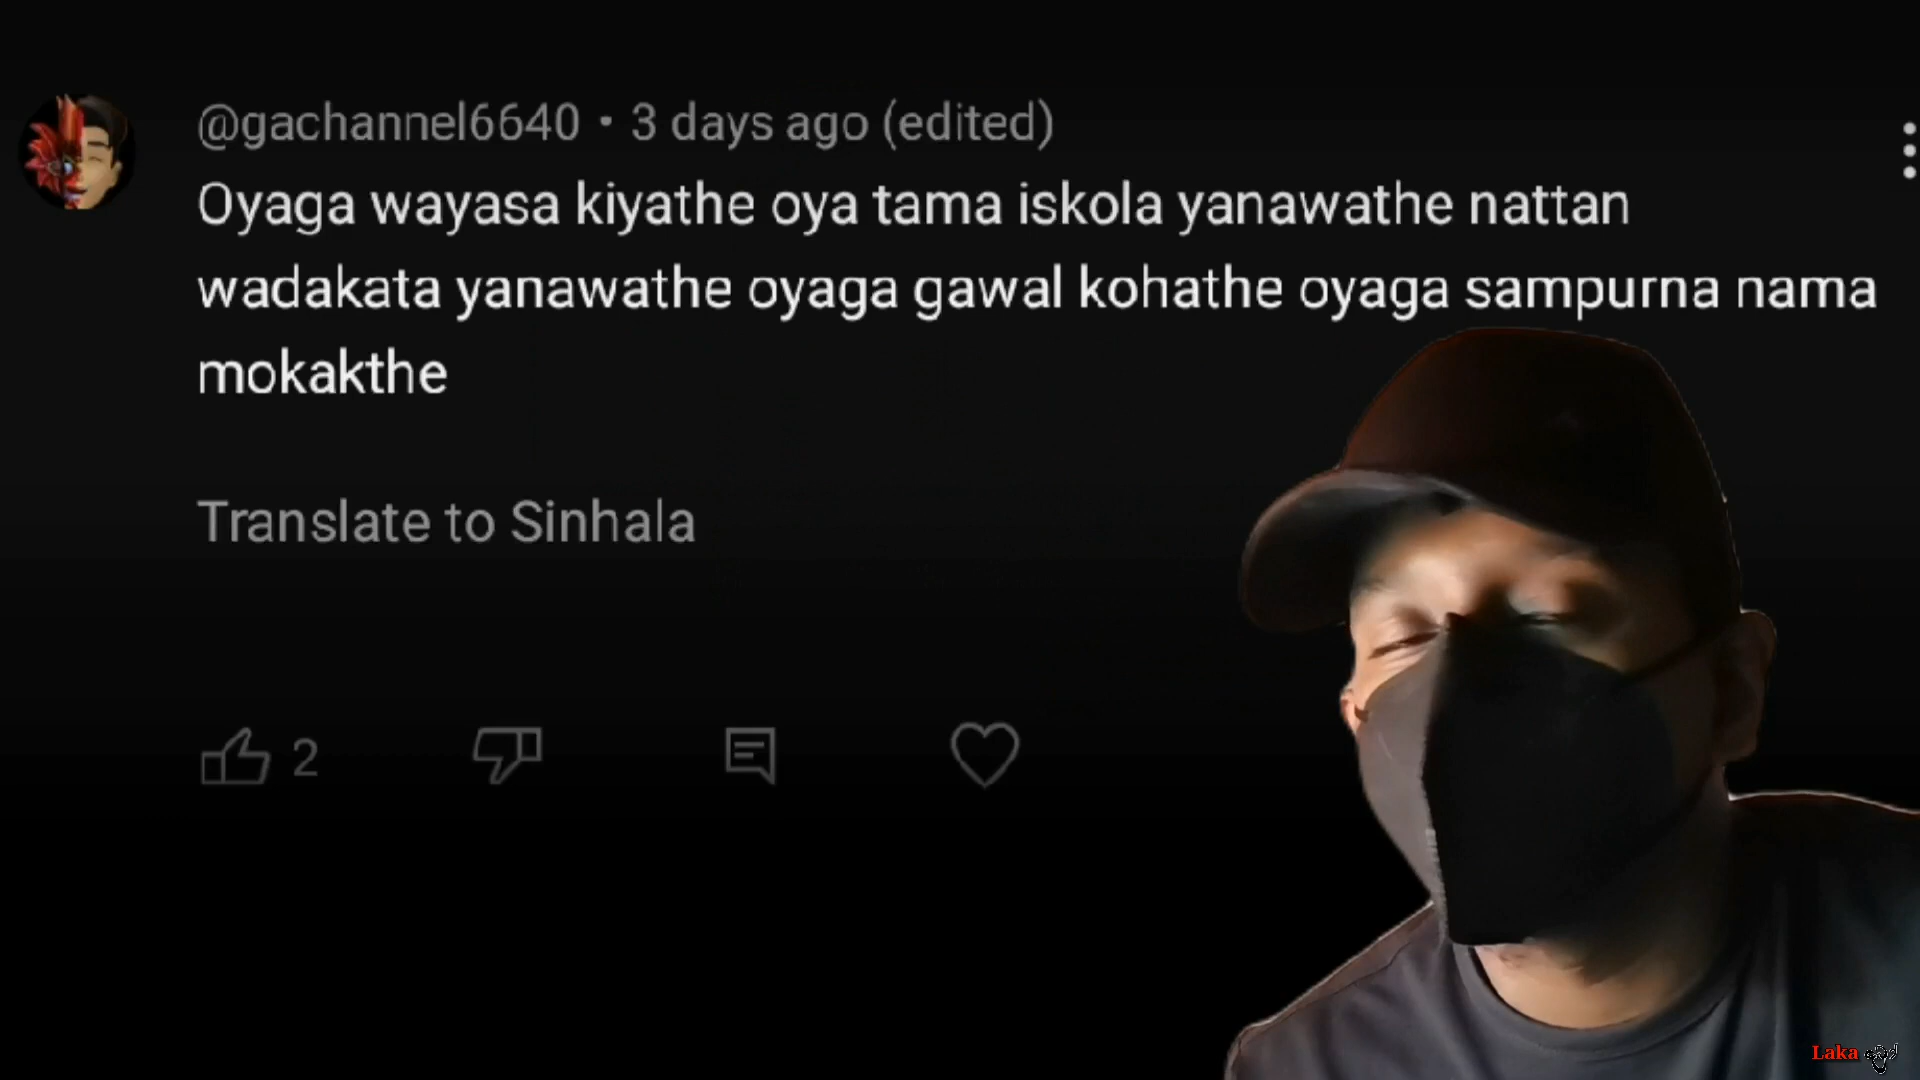 @gachannel6640 • 3 days ago (edited)
Oyaga wayasa kiyathe oya tama iskola yanawathe nattan
wadakata yanawathe oyaga gawal kohathe oyaga sampurna nama
mokakthe
Translate to Sinhala
2
Laka